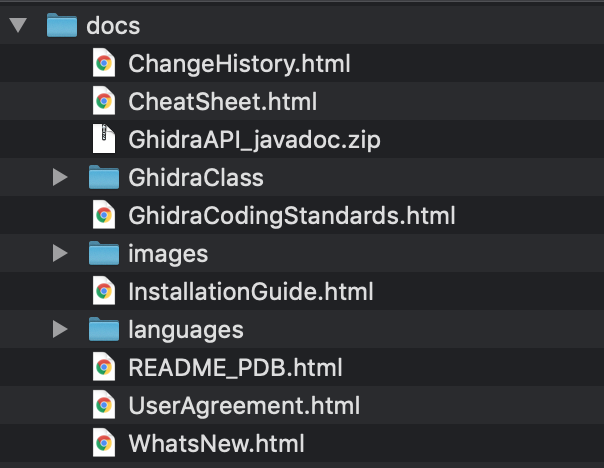 docs
ChangeHistory.html
CheatSheet.html
GhidraAPI_javadoc.zip
GhidraClass
GhidraCodingStandards.html
images
InstallationGuide.html
languages
README_PDB.html
UserAgreement.html
WhatsNew.html